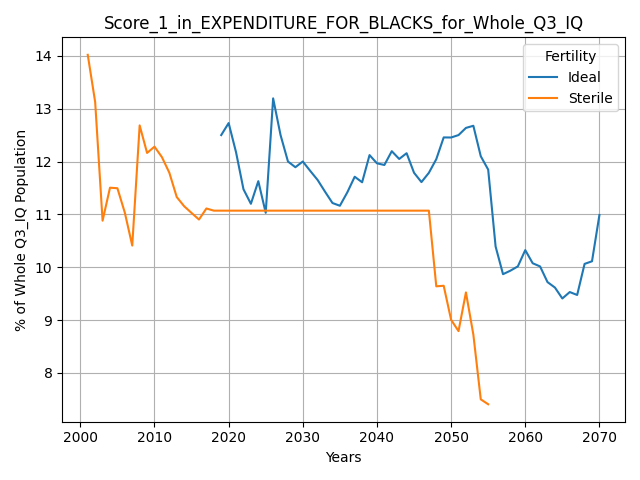 Score_1_in_EXPENDITURE_FOR_BLACKS_for_Whole_Q3_IQ
Fertility
Ideal
Sterile
% of Whole Q3_IQ Population
14
13
12
11
10
9
8
2000 2010 2020 2030 2040 2050 2060 2070
Years